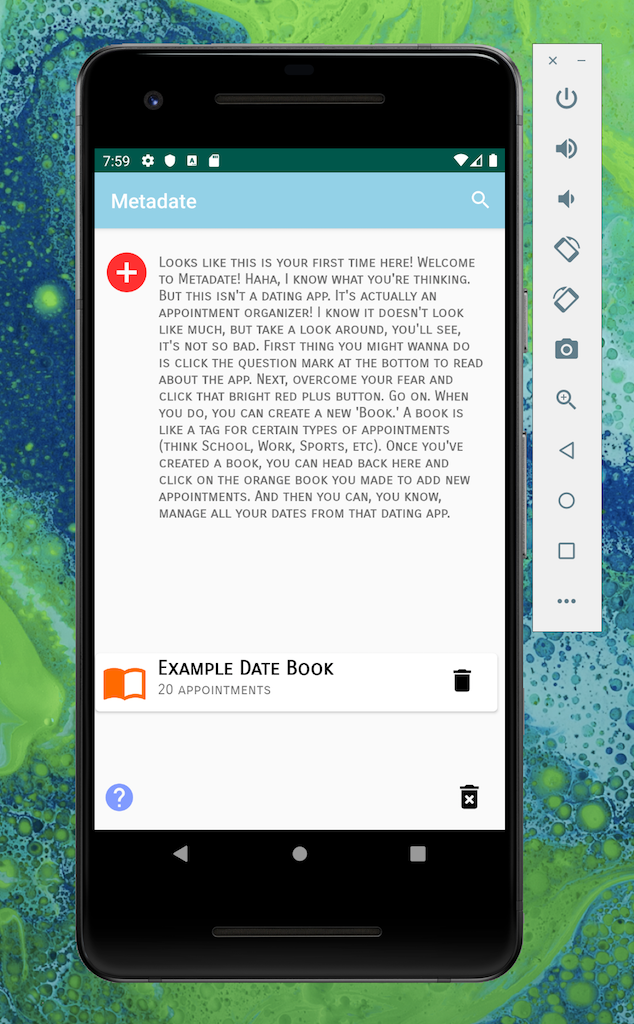 7:59
Metadate
Looks like this is your first time here! Welcome
to Metadate! Haha, I know what you're thinking.
But this isn't a dating app. It's actually an
appointment organizer! I know it doesn't look
like much, but take a look around, you'll see,
it's not so bad. First thing you might wanna do
is click the question mark at the bottom to read
about the app. Next, overcome your fear and
click that bright red plus button. Go on. When
you do, you can create a new 'Book.' A book is
like a tag for certain types of appointments
(think School, Work, Sports, etc). Once you've
created a book, you can head back here and
click on the orange book you made to add new
appointments. And then you can, you know,
manage all your dates from that dating app.
Example Date Book
20 appointments